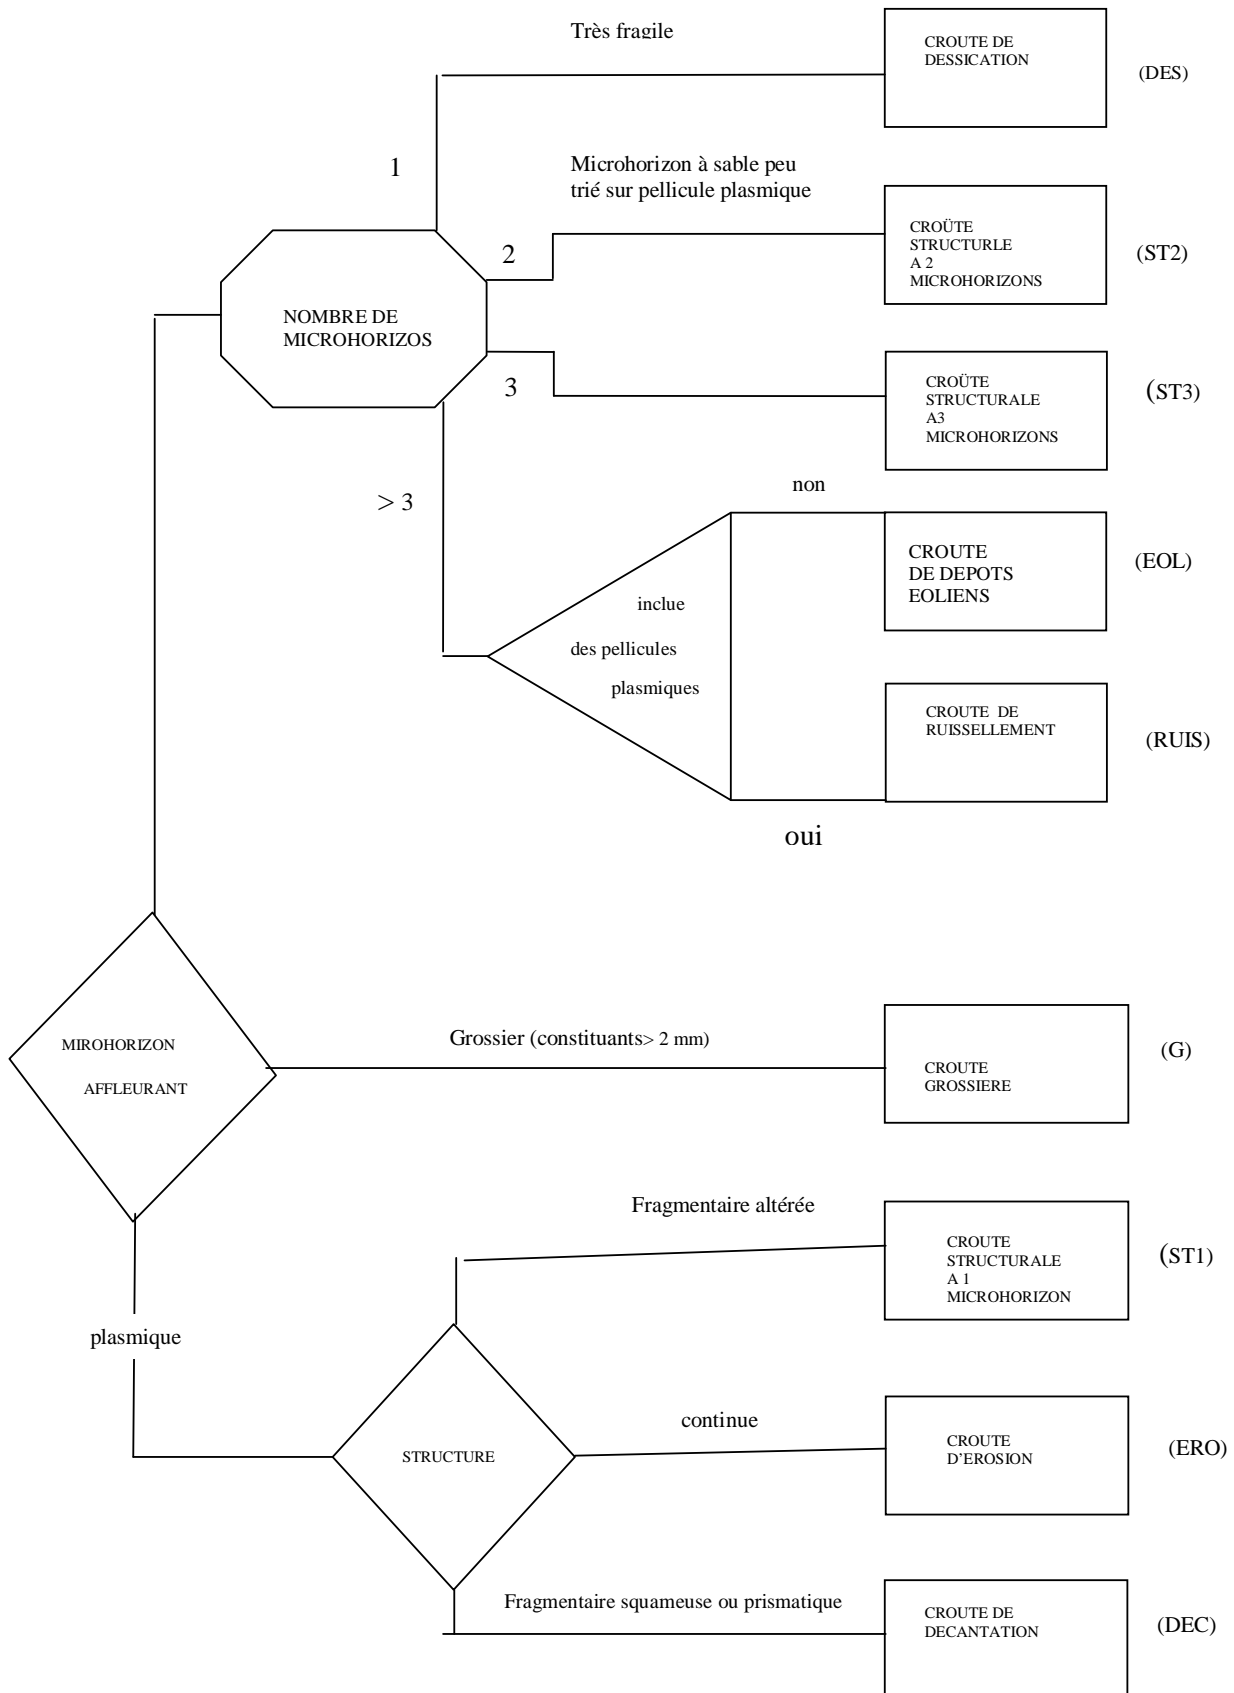 Très fragile
CROUTE DE
DESSICATION
(DES)
1
Microhorizon à sable peu
trié sur pellicule plasmique
2
CROÜTE
STRUCTURLE
A 2
MICROHORIZONS
(ST2)
NOMBRE DE
MICROHORIZOS
3
CROÜTE
STRUCTURALE
A3
MICROHORIZONS
(ST3)
> 3
non
CROUTE
DE DEPOTS
EOLIENS
(EOL)
inclue
des pellicules
plasmiques
CROUTE DE
RUISSELLEMENT
(RUIS)
oui
MIROHORIZON
AFFLEURANT
Grossier (constituants> 2 mm)
CROUTE
GROSSIERE
(G)
Fragmentaire altérée
CROUTE
STRUCTURALE
A 1
MICROHORIZON
(ST1)
plasmique
STRUCTURE
continue
CROUTE
D'EROSION
(ERO)
Fragmentaire squameuse ou prismatique
CROUTE DE
DECANTATION
(DEC)